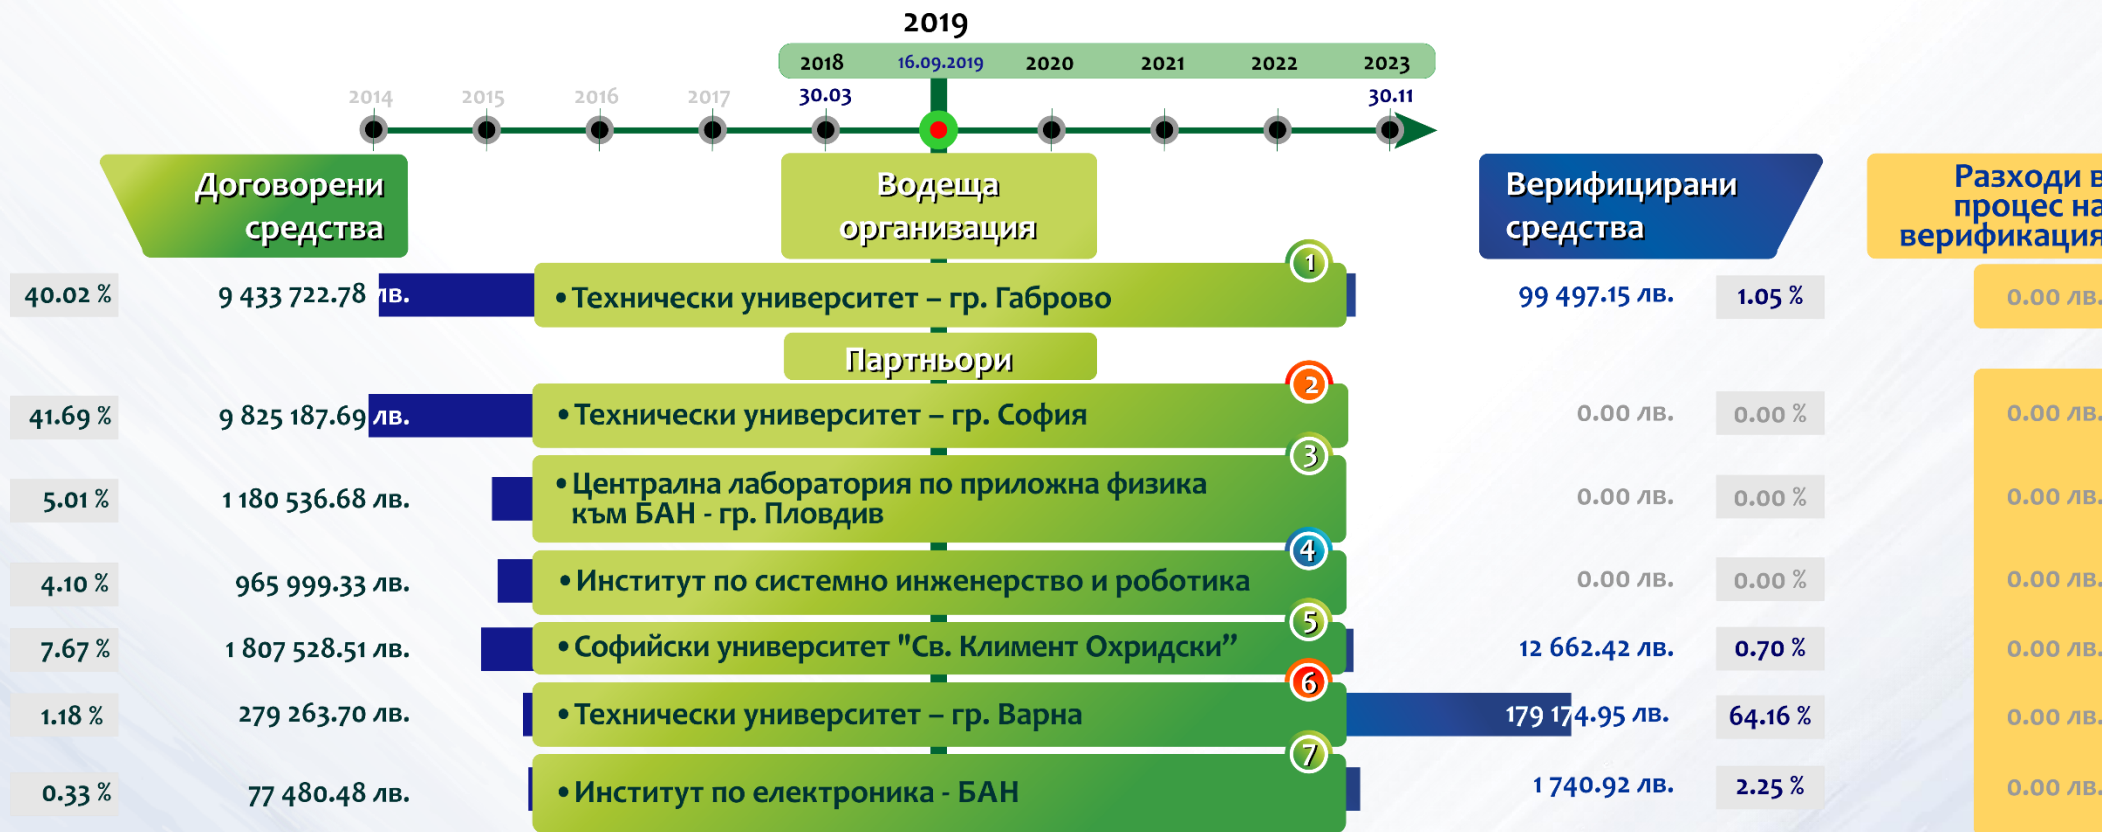 2019
2018 16.09.2019 2020 2021 2022 2023
2014 2015 2016 2017 30.03 30.11
Договорени
средства
Водеща
организация
Верифицирани
средства
Разходи в
процес на
верификация
1
40.02 % 9 433 722.78 лв. • Технически университет – гр. Габрово 99 497.15 лв. 1.05 % 0.00 лв.
Партньори
2
41.69 % 9 825 187.69 лв. • Технически университет – гр. София 0.00 лв. 0.00 % 0.00 лв.
3
5.01 % 1 180 536.68 лв. • Централна лаборатория по приложна физика
към БАН - гр. Пловдив 0.00 лв. 0.00 % 0.00 лв.
4
4.10 % 965 999.33 лв. • Институт по системно инженерство и роботика 0.00 лв. 0.00 % 0.00 лв.
5
7.67 % 1 807 528.51 лв. • Софийски университет "Св. Климент Охридски” 12 662.42 лв. 0.70 % 0.00 лв.
6
1.18 % 279 263.70 лв. • Технически университет – гр. Варна 179 174.95 лв. 64.16 % 0.00 лв.
7
0.33 % 77 480.48 лв. • Институт по електроника - БАН 1 740.92 лв. 2.25 % 0.00 лв.